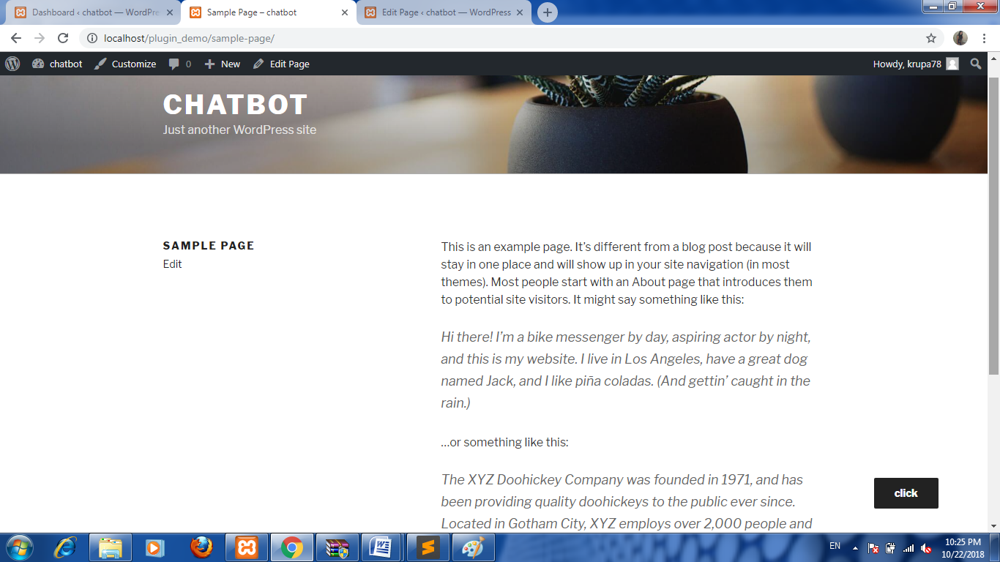 Dashboard ‹ chatbot — WordPre
Sample Page – chatbot
Edit Page ‹ chatbot — WordPress
localhost/plugin_demo/sample-page/
chatbot
Customize
0
New
Edit Page
Howdy, krupa78
CHATBOT
Just another WordPress site
SAMPLE PAGE
Edit
This is an example page. It’s different from a blog post because it will
stay in one place and will show up in your site navigation (in most
themes). Most people start with an About page that introduces them
to potential site visitors. It might say something like this:
Hi there! I’m a bike messenger by day, aspiring actor by night,
and this is my website. I live in Los Angeles, have a great dog
named Jack, and I like piña coladas. (And gettin’ caught in the
rain.)
…or something like this:
The XYZ Doohickey Company was founded in 1971, and has
been providing quality doohickeys to the public ever since.
Located in Gotham City, XYZ employs over 2,000 people and
click
EN
10:25 PM
10/22/2018